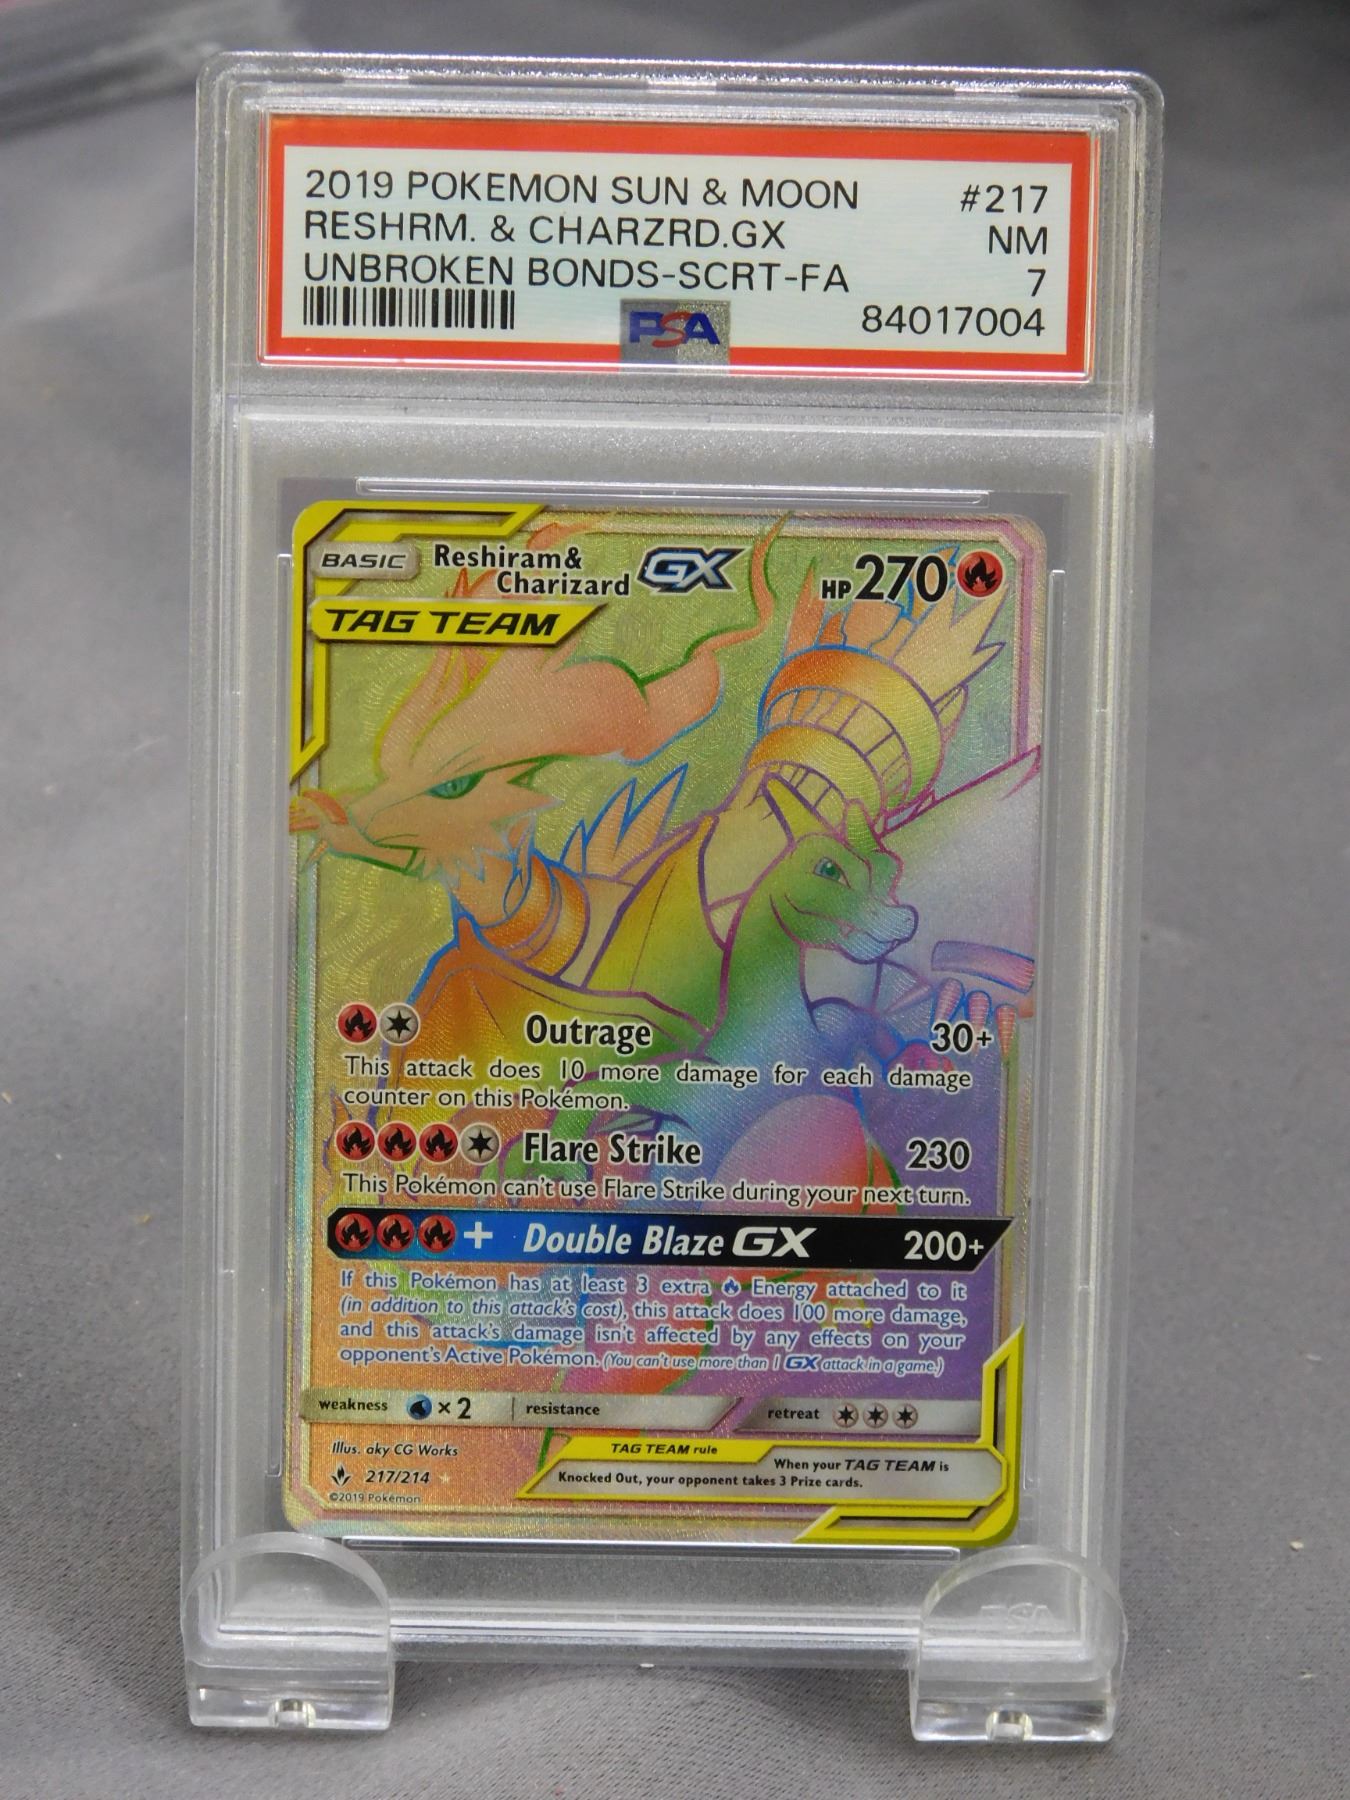 2019 POKEMON SUN & MOON #217
RESHRM. & CHARZRD.GX NM
UNBROKEN BONDS-SCRT-FA 7
PSA 84017004
BASIC Reshiram& Charizard GX HP270
TAG TEAM
Outrage 30+
This attack does 10 more damage for each damage
counter on this Pokémon.
Flare Strike 230
This Pokémon can't use Flare Strike during your next turn.
+ Double Blaze GX 200+
If this Pokémon has at least 3 extra Energy attached to it
(in addition to this attack's cost), this attack does 100 more damage,
and this attack's damage isn't affected by any effects on your
opponent's Active Pokémon. (You can't use more than 1 GX attack in a game.)
weakness ×2 resistance retreat
Illus. aky CG Works
217/214
©2019 Pokémon
TAG TEAM rule
When your TAG TEAM is
Knocked Out, your opponent takes 3 Prize cards.
PSA